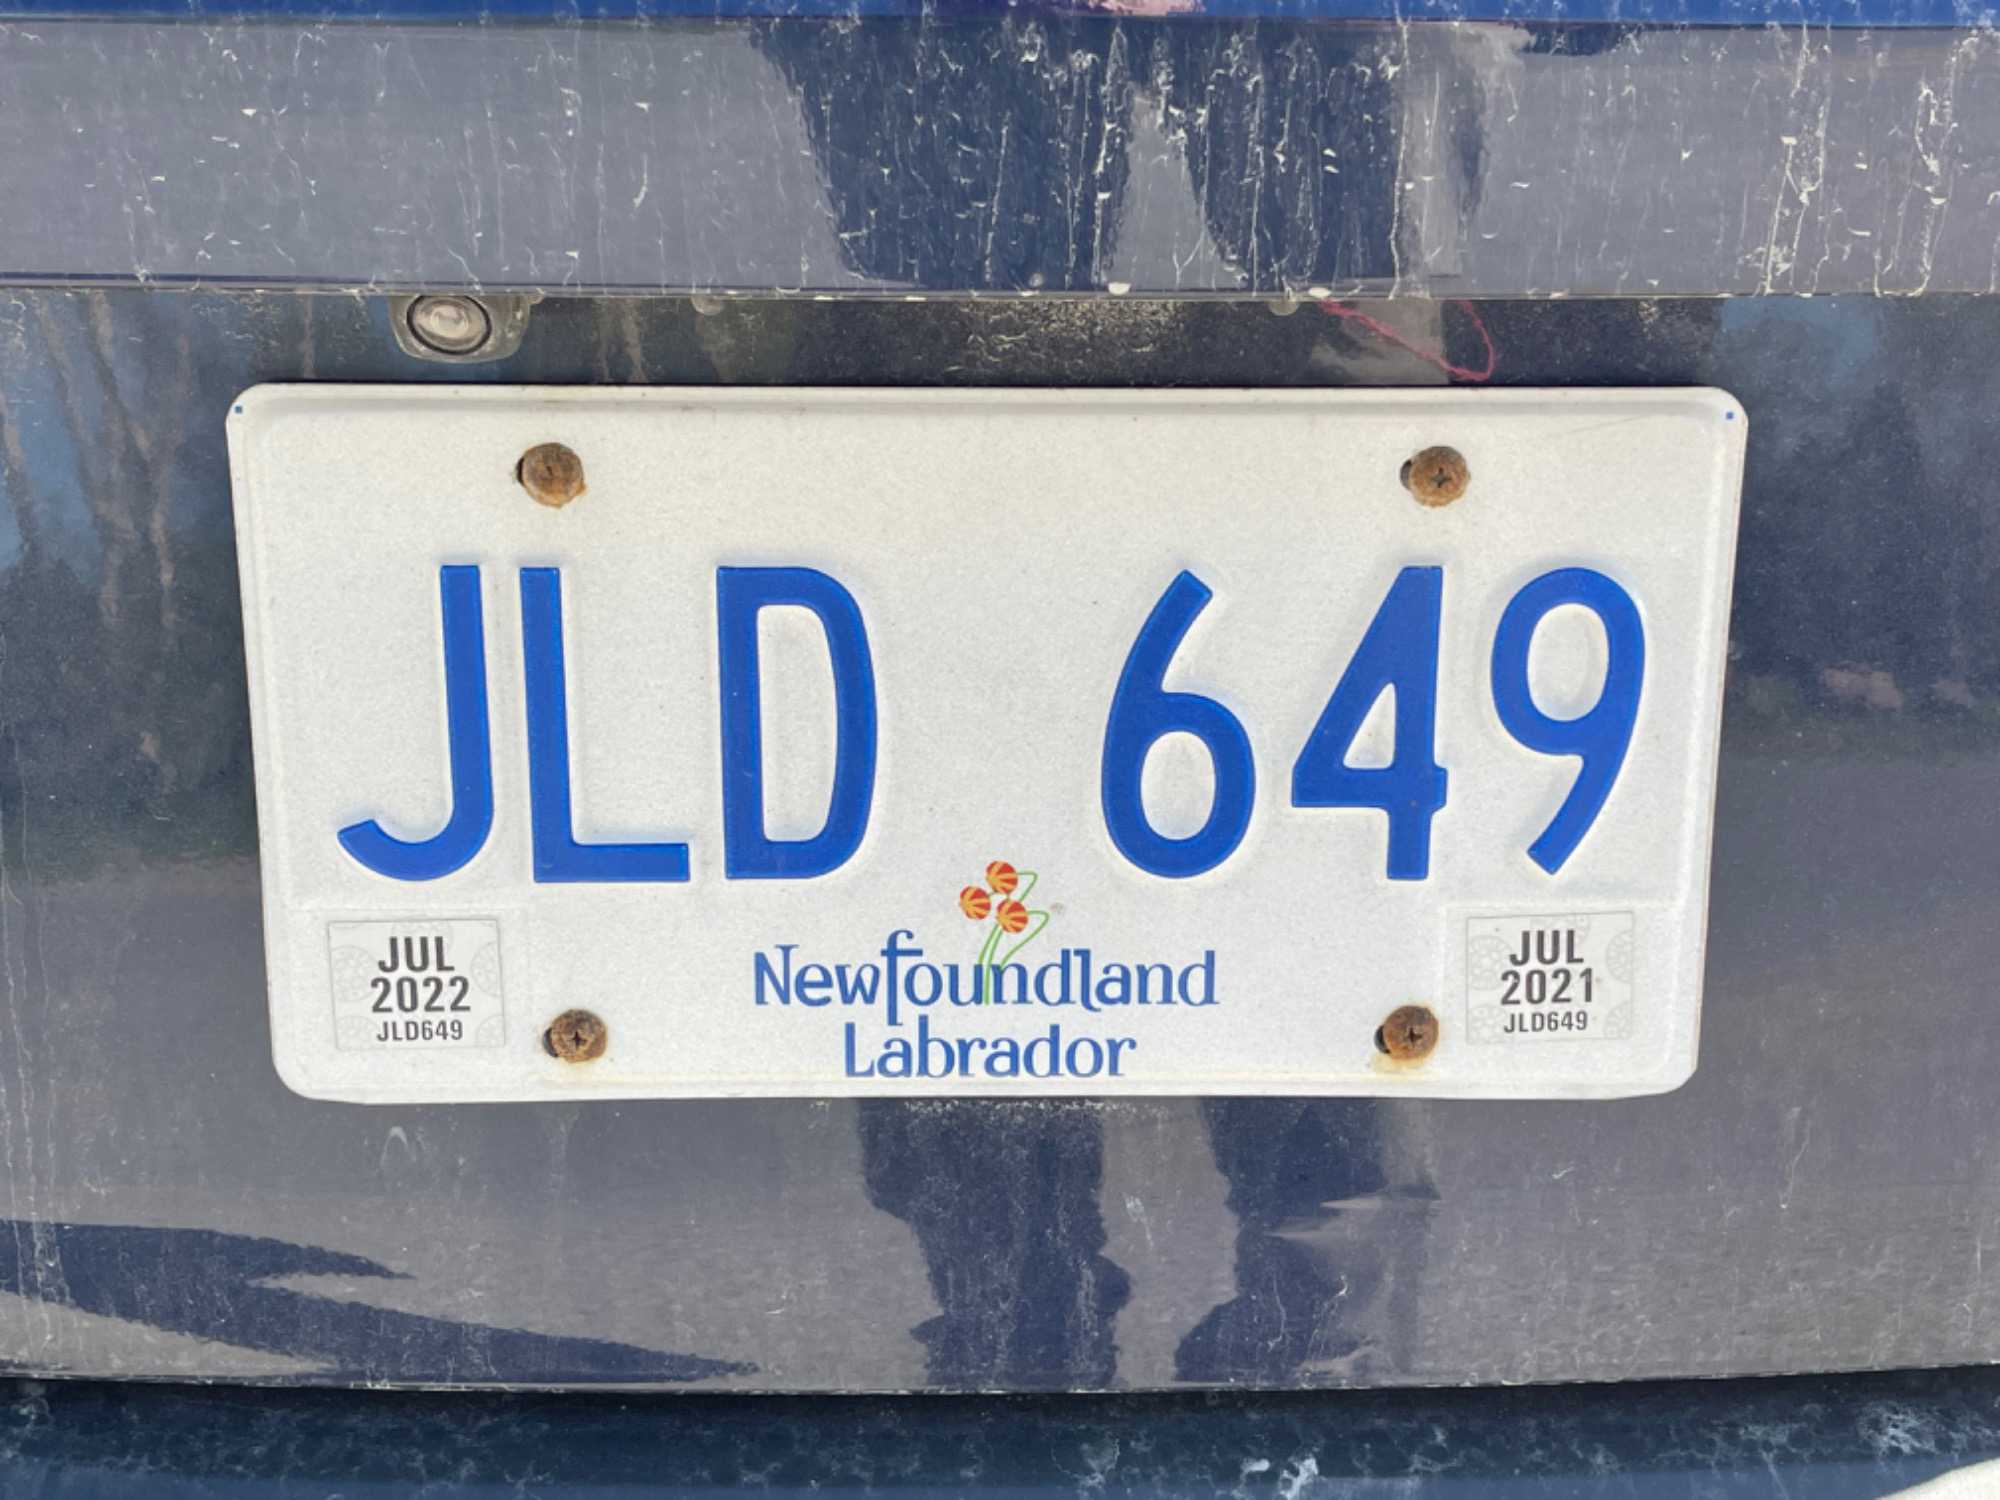 JLD 649
JUL
2022
JLD649
Newfoundland
Labrador
JUL
2021
JLD649